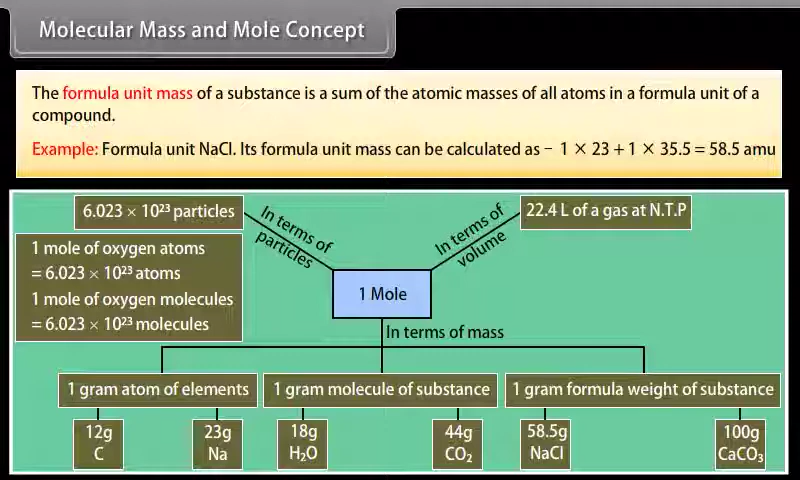 Molecular Mass and Mole Concept
The formula unit mass of a substance is a sum of the atomic masses of all atoms in a formula unit of a
compound.
Example: Formula unit NaCl. Its formula unit mass can be calculated as − 1 × 23 + 1 × 35.5 = 58.5 amu
6.023 × 10²³ particles
In terms of
particles
In terms of
volume
22.4 L of a gas at N.T.P
1 mole of oxygen atoms
= 6.023 × 10²³ atoms
1 mole of oxygen molecules
= 6.023 × 10²³ molecules
1 Mole
In terms of mass
1 gram atom of elements
1 gram molecule of substance
1 gram formula weight of substance
12g
C
23g
Na
18g
H₂O
44g
CO₂
58.5g
NaCl
100g
CaCO₃